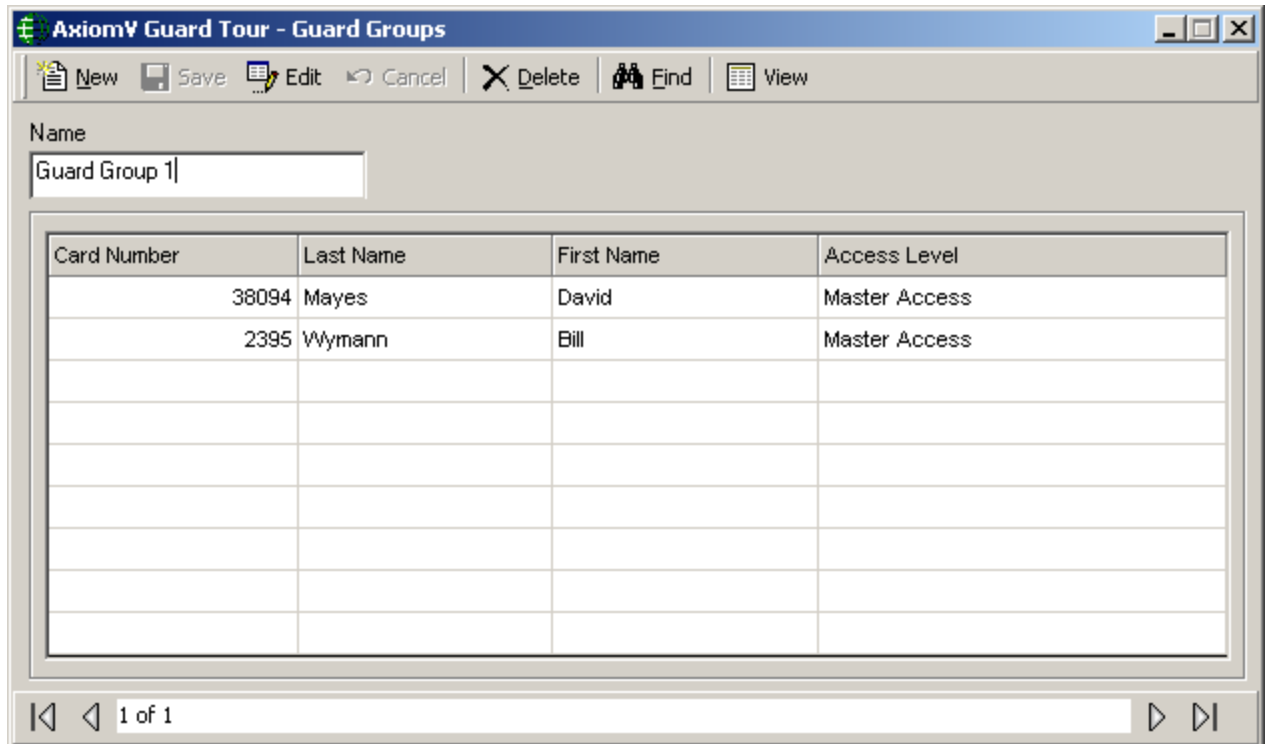 AxiomV Guard Tour - Guard Groups
New Save Edit Cancel Delete Find View
Name
Guard Group 1
Card Number Last Name First Name Access Level
38094 Mayes David Master Access
2395 Wymann Bill Master Access
1 of 1